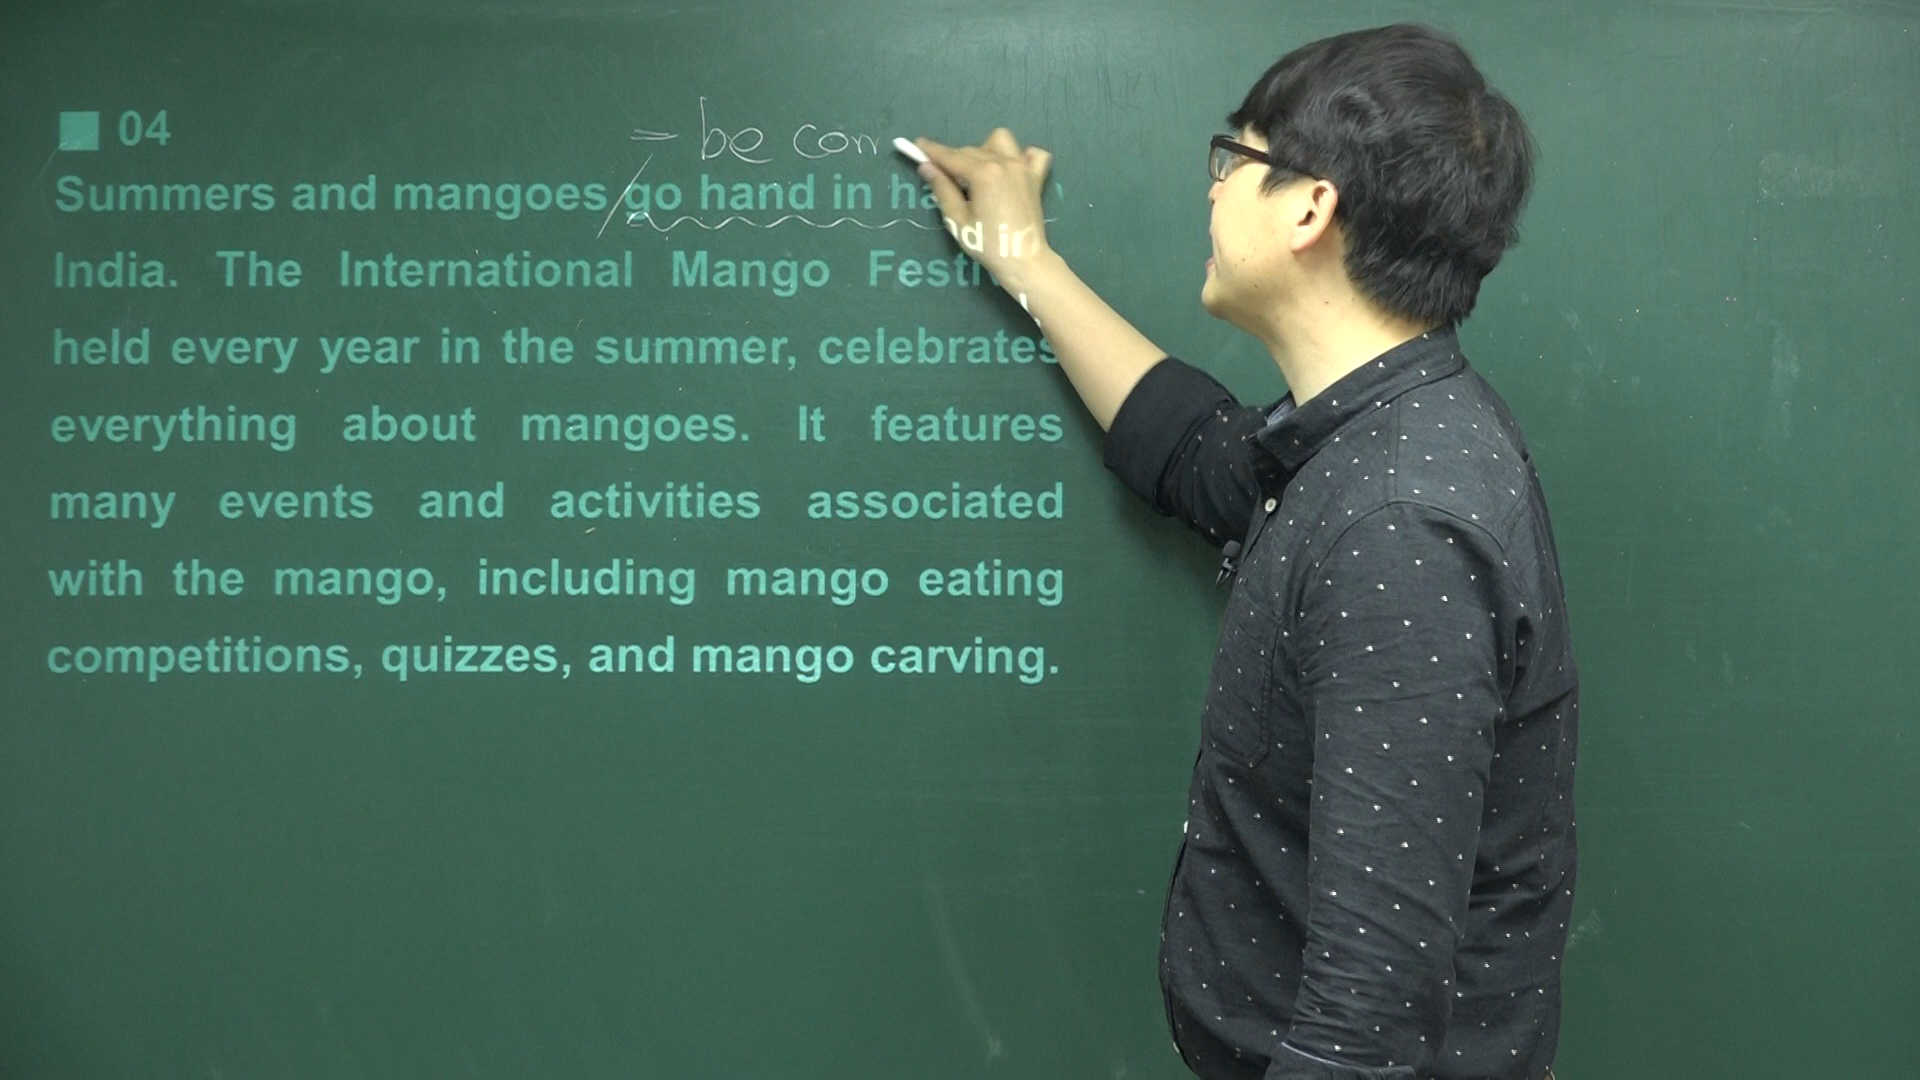 04
= be con
Summers and mangoes go hand in
India. The International Mango
held every year in the summer, celebrates
everything about mangoes. It features
many events and activities associated
with the mango, including mango eating
competitions, quizzes, and mango carving.